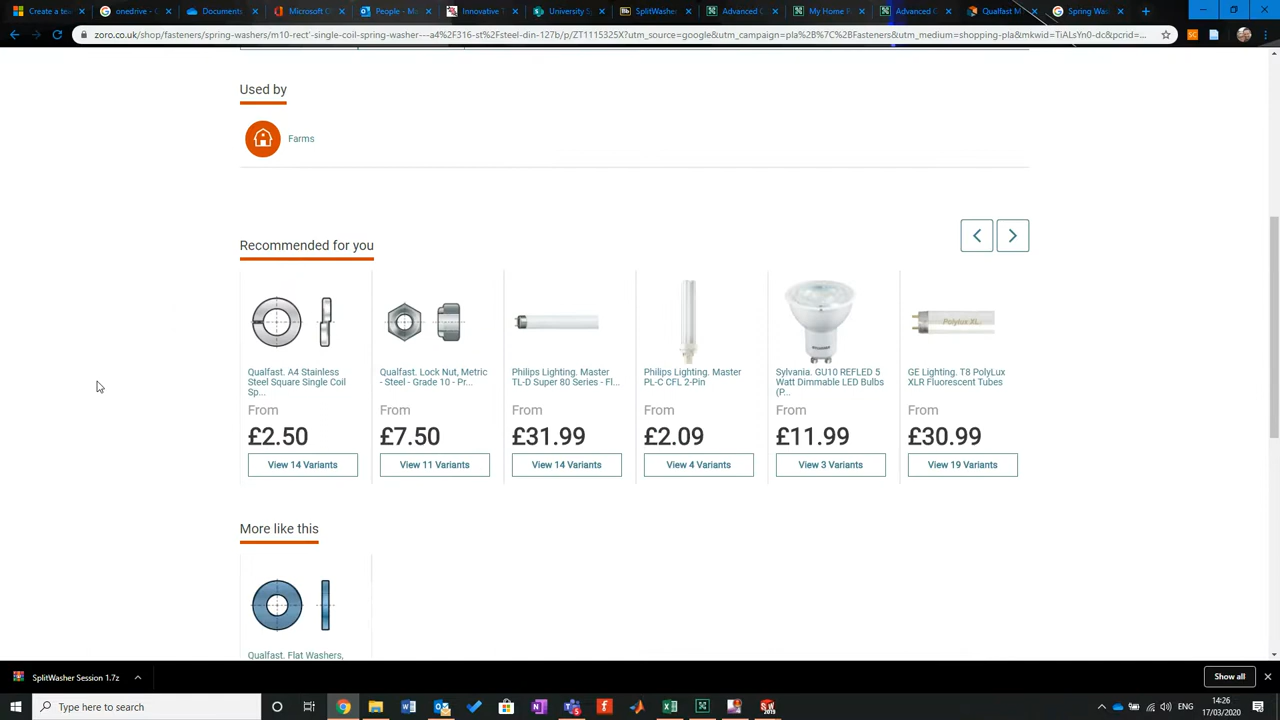 Create a te
onedrive - G
Documents
Microsoft O
People - M
Innovative T
University S
SplitWasher
Advanced C
My Home P
Advanced C
Qualfast M
Spring Wa
zoro.co.uk/shop/fasteners/spring-washers/m10-rect'-single-coil-spring-washer---a4%2F316-st%2Fsteel-din-127b/p/ZT1115325X?utm_source=google&utm_campaign=pla%2B%7C%2BFasteners&utm_medium=shopping-pla&mkwid=TiALsYn0-dc&pcrid=...
Used by
Farms
Recommended for you
Qualfast. A4 Stainless
Steel Square Single Coil
Sp...
From
£2.50
View 14 Variants
Qualfast. Lock Nut, Metric
- Steel - Grade 10 - Pr...
From
£7.50
View 11 Variants
Philips Lighting. Master
TL-D Super 80 Series - Fl...
From
£31.99
View 14 Variants
Philips Lighting. Master
PL-C CFL 2-Pin
From
£2.09
View 4 Variants
Sylvania. GU10 REFLED 5
Watt Dimmable LED Bulbs
(P...
From
£11.99
View 3 Variants
Polylux XL.
GE Lighting. T8 PolyLux
XLR Fluorescent Tubes
From
£30.99
View 19 Variants
More like this
Qualfast. Flat Washers,
SplitWasher Session 1.7z
Show all
Type here to search
ENG
14:26
17/03/2020